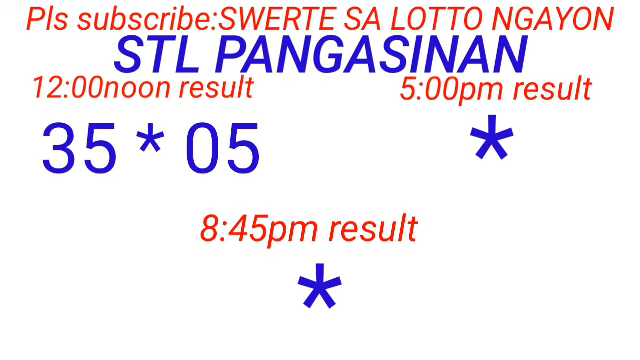 Pls subscribe:SWERTE SA LOTTO NGAYON
STL PANGASINAN
12:00noon result
5:00pm result
35 * 05
*
8:45pm result
*